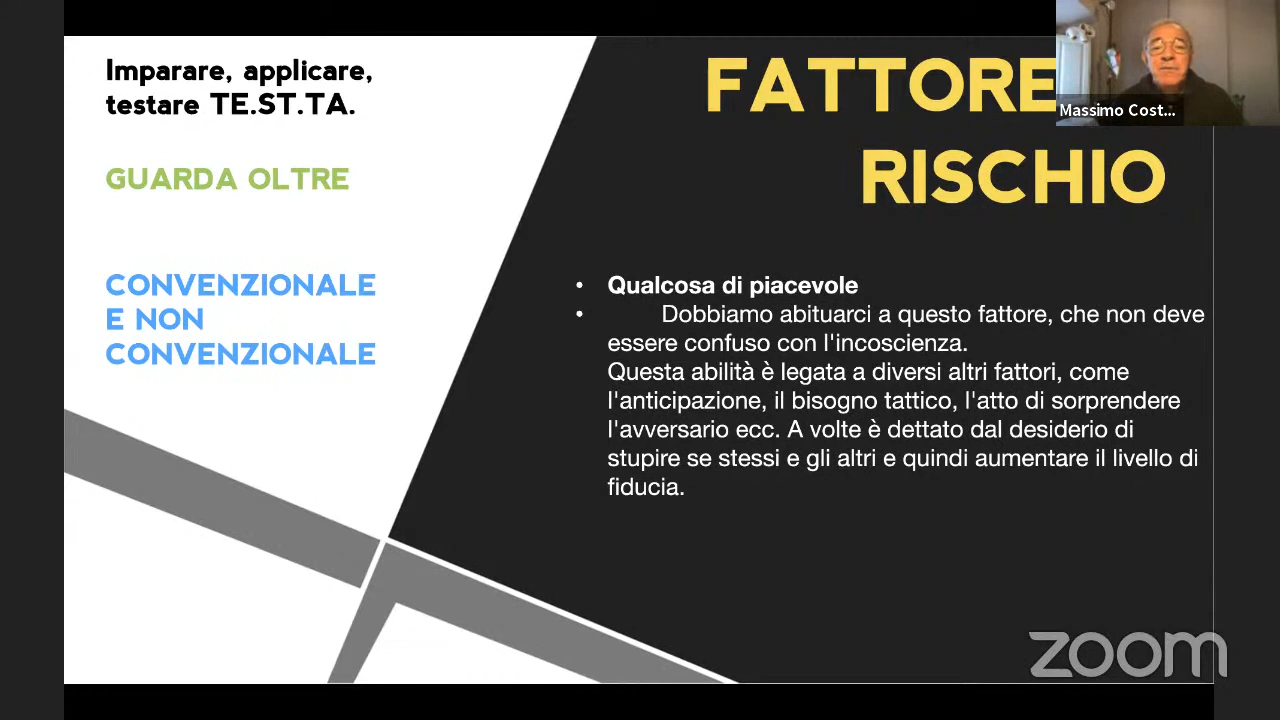 Imparare, applicare,
testare TE.ST.TA.
GUARDA OLTRE
CONVENZIONALE
E NON
CONVENZIONALE
FATTORE
RISCHIO
Massimo Cost...
• Qualcosa di piacevole
• Dobbiamo abituarci a questo fattore, che non deve
essere confuso con l'incoscienza.
Questa abilità è legata a diversi altri fattori, come
l'anticipazione, il bisogno tattico, l'atto di sorprendere
l'avversario ecc. A volte è dettato dal desiderio di
stupire se stessi e gli altri e quindi aumentare il livello di
fiducia.
zoom